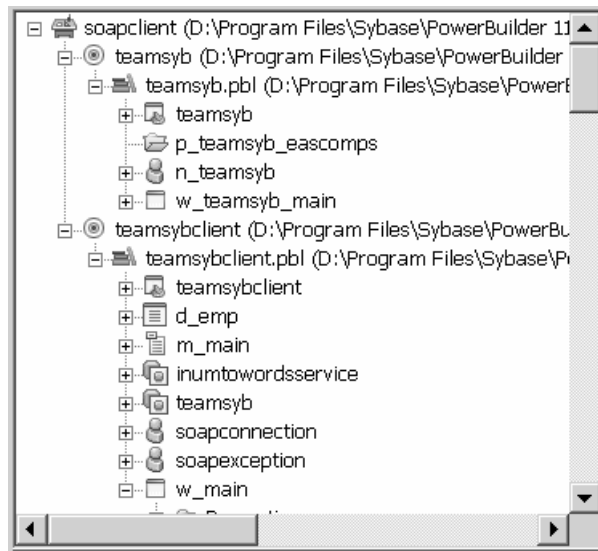 soapclient (D:\Program Files\Sybase\PowerBuilder 11
teamsyb (D:\Program Files\Sybase\PowerBuilder
teamsyb.pbl (D:\Program Files\Sybase\PowerB
teamsyb
p_teamsyb_eascomps
n_teamsyb
w_teamsyb_main
teamsybclient (D:\Program Files\Sybase\PowerBu
teamsybclient.pbl (D:\Program Files\Sybase\P
teamsybclient
d_emp
m_main
inumtowordsservice
teamsyb
soapconnection
soapexception
w_main